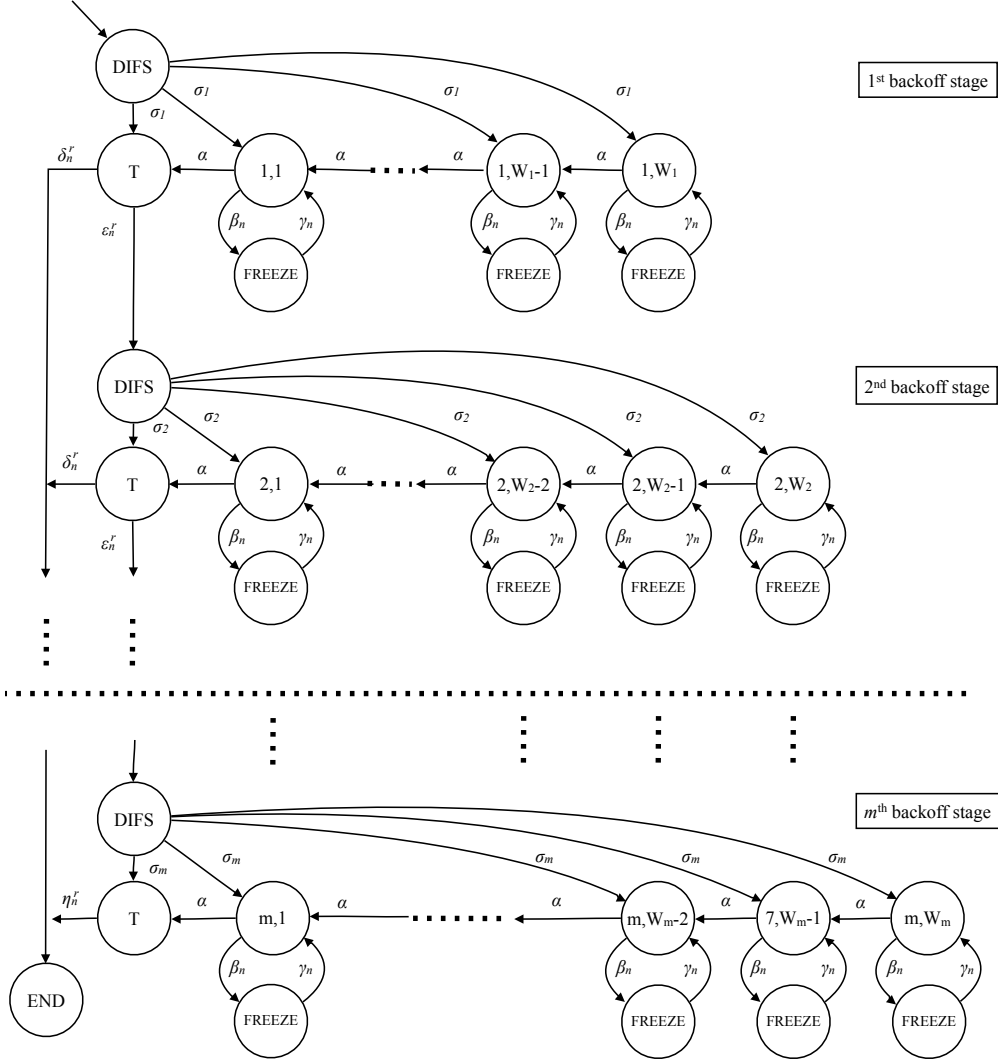 DIFS
1st backoff stage
σ1
σ1
σ1
σ1
δnr
T
α
1,1
α
α
1,W1-1
α
1,W1
εnr
βn
γn
βn
γn
βn
γn
FREEZE
FREEZE
FREEZE
DIFS
2nd backoff stage
σ2
σ2
σ2
σ2
σ2
δnr
T
α
2,1
α
α
2,W2-2
α
2,W2-1
α
2,W2
εnr
βn
γn
βn
γn
βn
γn
βn
γn
FREEZE
FREEZE
FREEZE
FREEZE
DIFS
mth backoff stage
σm
σm
σm
σm
σm
ηnr
T
α
m,1
α
α
m,Wm-2
α
7,Wm-1
α
m,Wm
βn
γn
βn
γn
βn
γn
βn
γn
END
FREEZE
FREEZE
FREEZE
FREEZE